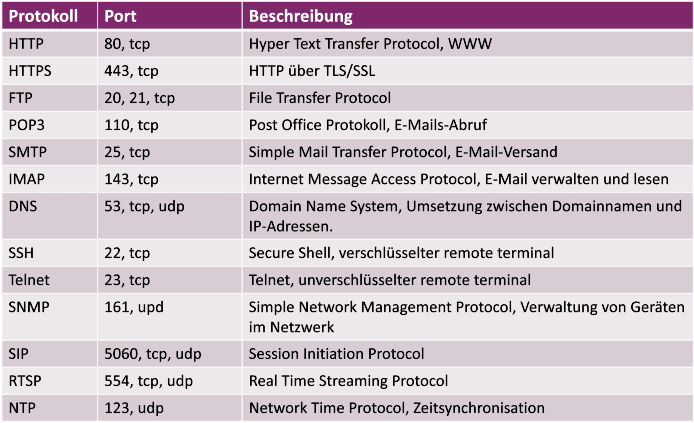 Protokoll Port Beschreibung
HTTP 80, tcp Hyper Text Transfer Protocol, WWW
HTTPS 443, tcp HTTP über TLS/SSL
FTP 20, 21, tcp File Transfer Protocol
POP3 110, tcp Post Office Protokoll, E-Mails-Abruf
SMTP 25, tcp Simple Mail Transfer Protocol, E-Mail-Versand
IMAP 143, tcp Internet Message Access Protocol, E-Mail verwalten und lesen
DNS 53, tcp, udp Domain Name System, Umsetzung zwischen Domainnamen und
IP-Adressen.
SSH 22, tcp Secure Shell, verschlüsselter remote terminal
Telnet 23, tcp Telnet, unverschlüsselter remote terminal
SNMP 161, upd Simple Network Management Protocol, Verwaltung von Geräten
im Netzwerk
SIP 5060, tcp, udp Session Initiation Protocol
RTSP 554, tcp, udp Real Time Streaming Protocol
NTP 123, udp Network Time Protocol, Zeitsynchronisation